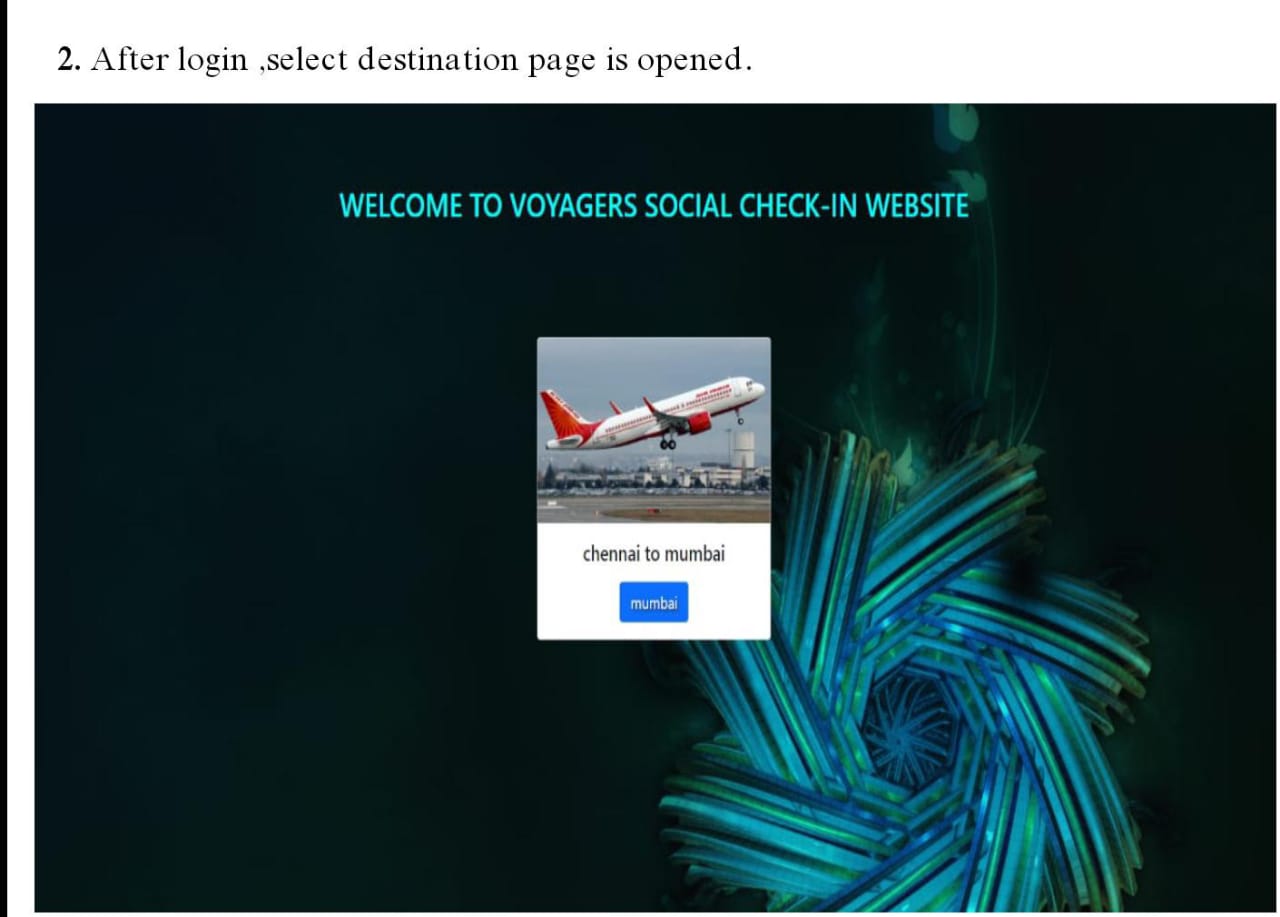 2. After login ,select destination page is opened.
WELCOME TO VOYAGERS SOCIAL CHECK-IN WEBSITE
chennai to mumbai
mumbai